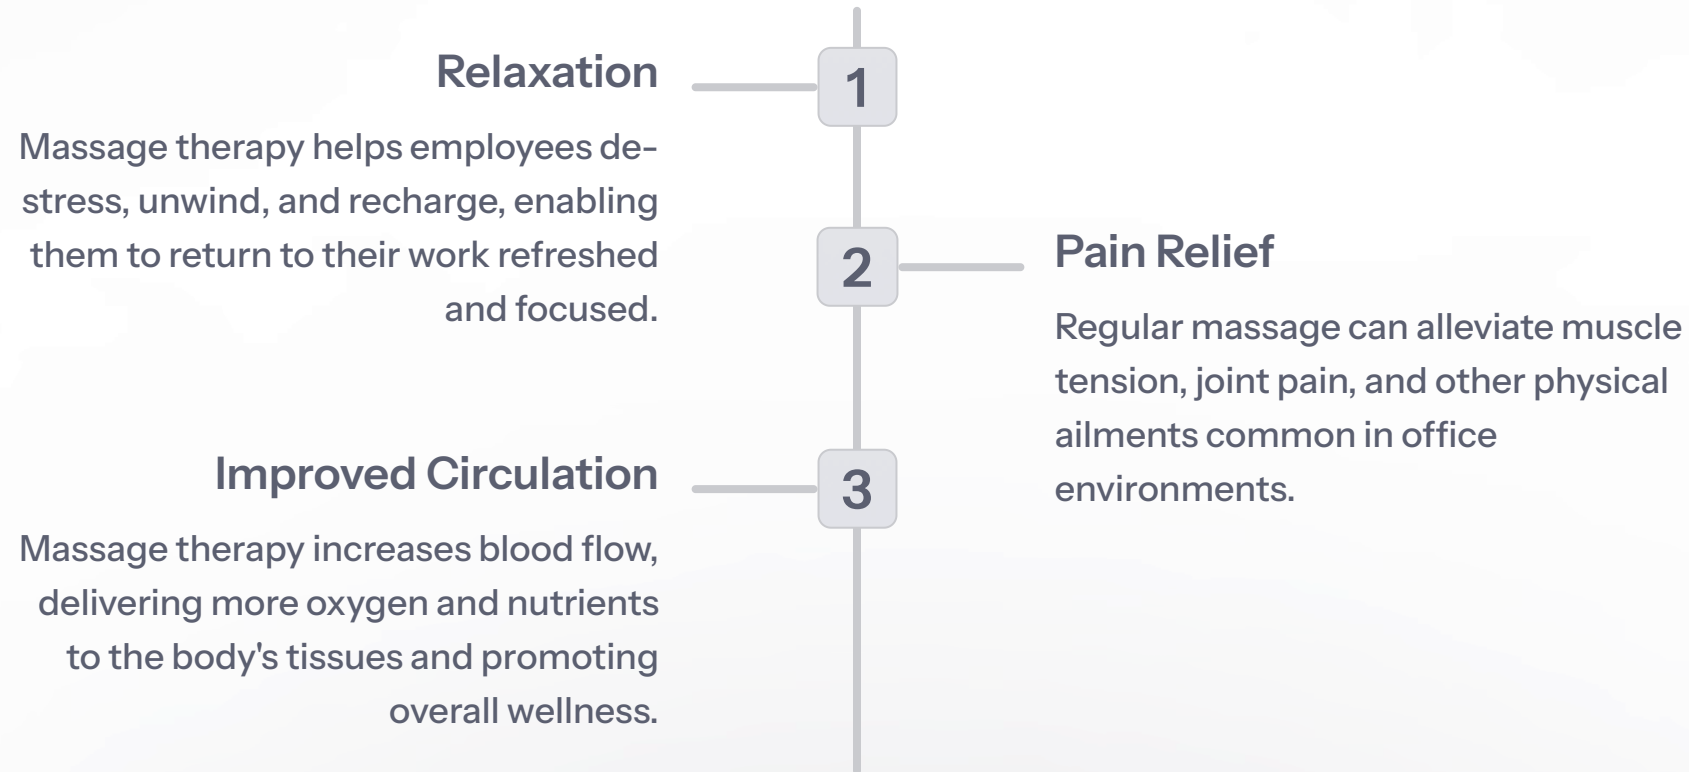 1
Relaxation
Massage therapy helps employees de-
stress, unwind, and recharge, enabling
them to return to their work refreshed
and focused.
2
Pain Relief
Regular massage can alleviate muscle
tension, joint pain, and other physical
ailments common in office
environments.
3
Improved Circulation
Massage therapy increases blood flow,
delivering more oxygen and nutrients
to the body's tissues and promoting
overall wellness.